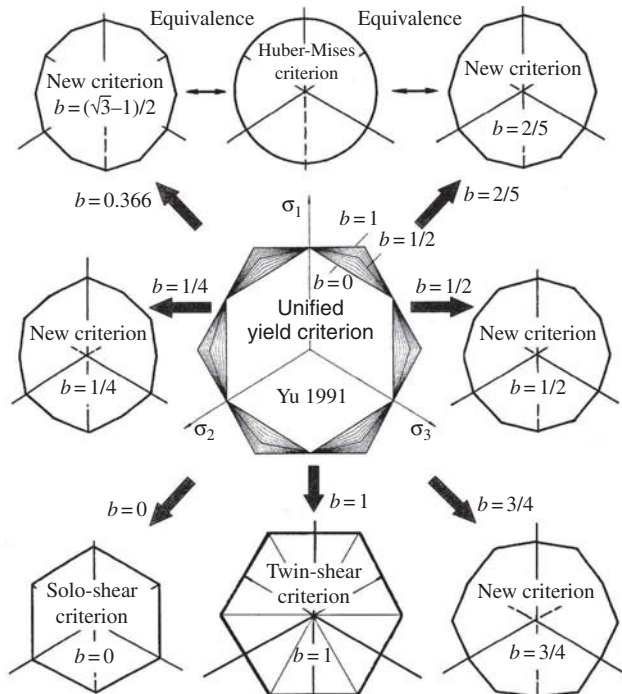 Equivalence
Equivalence
New criterion
b=(√3–1)/2
Huber-Mises
criterion
New criterion
b=2/5
b=0.366
σ1
b=1
b=1/2
b=0
b=2/5
b=1/4
b=1/2
New criterion
b=1/4
Unified
yield criterion
Yu 1991
New criterion
b=1/2
σ2
σ3
b=0
b=1
b=3/4
Solo-shear
criterion
b=0
Twin-shear
criterion
b=1
New criterion
b=3/4